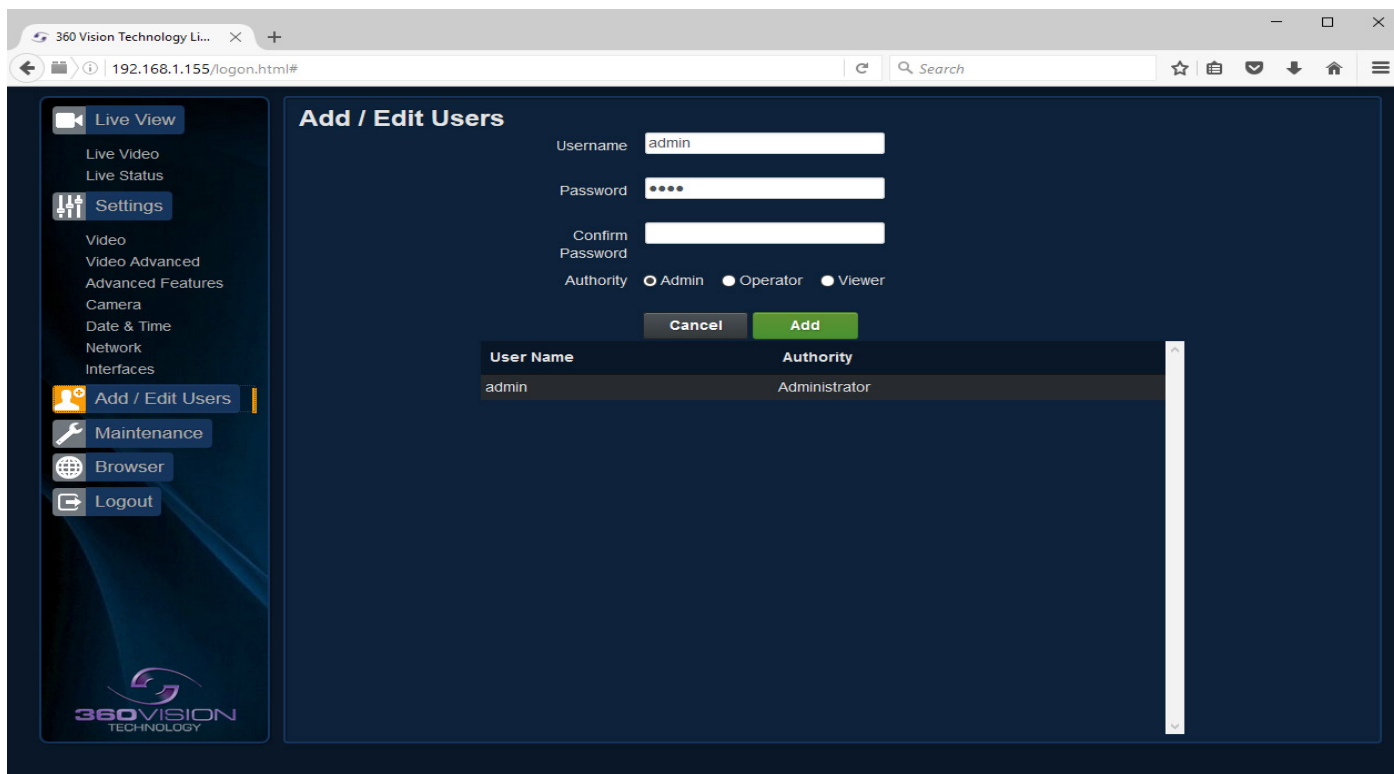 360 Vision Technology Li...
192.168.1.155/logon.html#
Search
Live View
Live Video
Live Status
Settings
Video
Video Advanced
Advanced Features
Camera
Date & Time
Network
Interfaces
Add / Edit Users
Maintenance
Browser
Logout
360VISION
TECHNOLOGY
Add / Edit Users
Username admin
Password ••••
Confirm
Password
Authority Admin Operator Viewer
Cancel Add
User Name Authority
admin Administrator